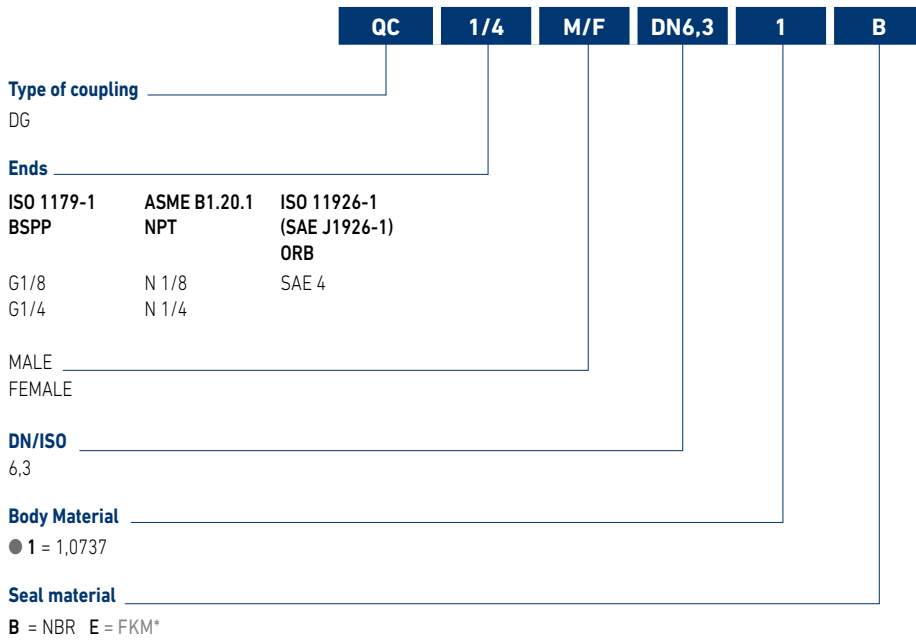 QC 1/4 M/F DN6,3 1 B
Type of coupling
DG
Ends
ISO 1179-1 ASME B1.20.1 ISO 11926-1
BSPP NPT (SAE J1926-1)
ORB
G1/8 N 1/8 SAE 4
G1/4 N 1/4
MALE
FEMALE
DN/ISO
6,3
Body Material
1 = 1,0737
Seal material
B = NBR E = FKM*